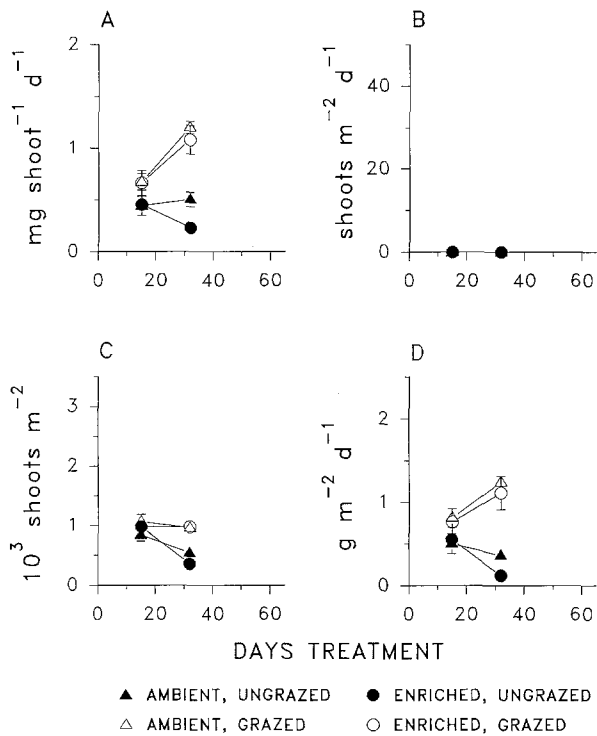 A
B
mg shoot⁻¹ d⁻¹
2
1
0
0 20 40 60
shoots m⁻² d⁻¹
40
20
0
0 20 40 60
C
D
10³ shoots m⁻²
3
2
1
0
0 20 40 60
g m⁻² d⁻¹
2
1
0
0 20 40 60
DAYS TREATMENT
▲ AMBIENT, UNGRAZED ● ENRICHED, UNGRAZED
△ AMBIENT, GRAZED ○ ENRICHED, GRAZED